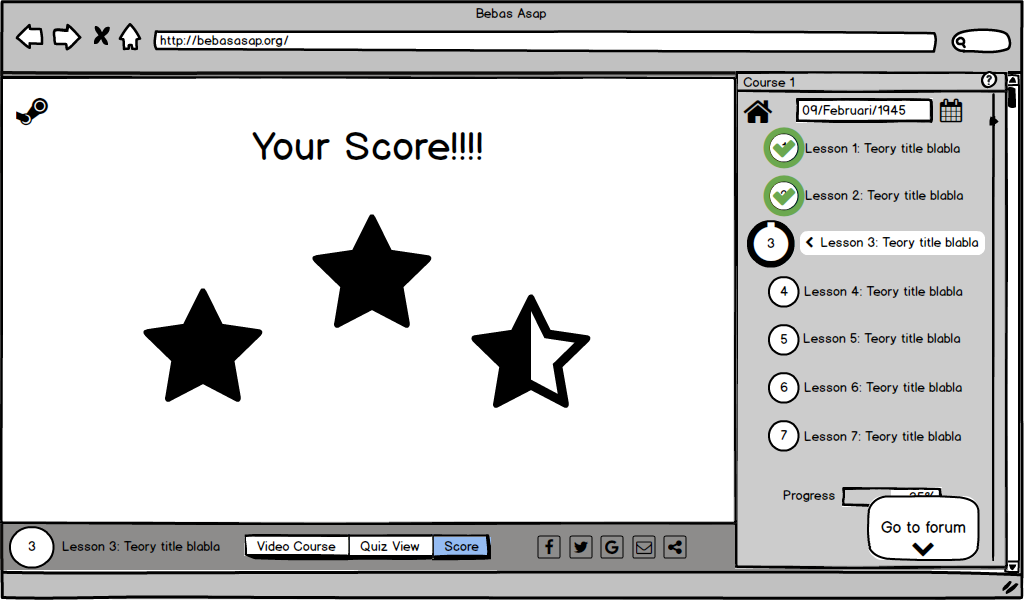 Bebas Asap
http://bebasasap.org/
Course 1
?
09/Februari/1945
Your Score!!!!
Lesson 1: Teory title blabla
Lesson 2: Teory title blabla
3 Lesson 3: Teory title blabla
4 Lesson 4: Teory title blabla
5 Lesson 5: Teory title blabla
6 Lesson 6: Teory title blabla
7 Lesson 7: Teory title blabla
Progress
Go to forum
3 Lesson 3: Teory title blabla Video Course Quiz View Score